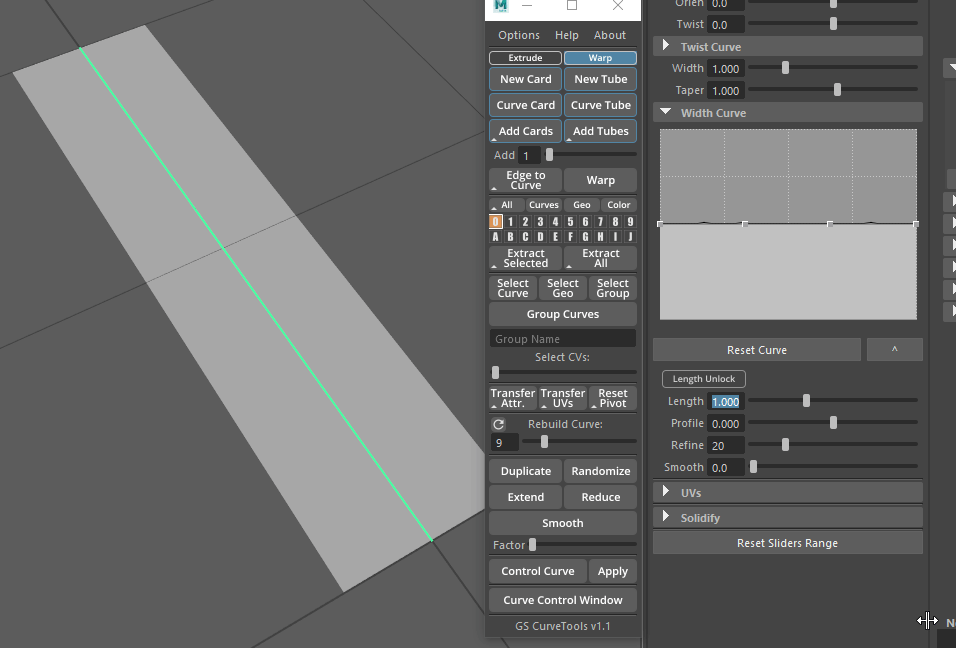 Options Help About
Extrude Warp
New Card New Tube
Curve Card Curve Tube
Add Cards Add Tubes
Add 1
Edge to Curve Warp
All Curves Geo Color
0 1 2 3 4 5 6 7 8 9
A B C D E F G H I J
Extract Selected Extract All
Select Curve Select Geo Select Group
Group Curves
Group Name
Select CVs:
Transfer Attr. Transfer UVs Reset Pivot
Rebuild Curve:
9
Duplicate Randomize
Extend Reduce
Smooth
Factor
Control Curve Apply
Curve Control Window
GS CurveTools v1.1
Orien 0.0
Twist 0.0
Twist Curve
Width 1.000
Taper 1.000
Width Curve
Reset Curve ^
Length Unlock
Length 1.000
Profile 0.000
Refine 20
Smooth 0.0
UVs
Solidify
Reset Sliders Range